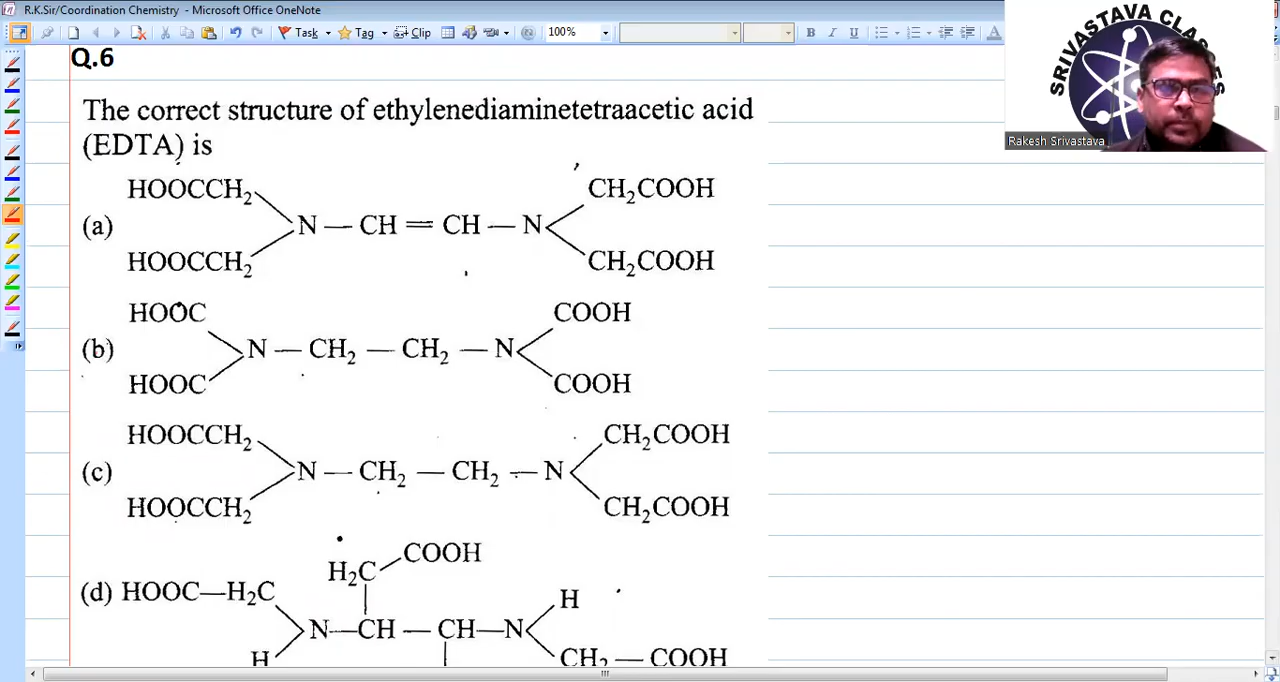 R.K.Sir/Coordination Chemistry - Microsoft Office OneNote
Task Tag Clip 100% B I U A
SRIVASTAVA CLASSES
Rakesh Srivastava
Q.6
The correct structure of ethylenediaminetetraacetic acid
(EDTA) is
HOOCCH₂ CH₂COOH
(a) N — CH = CH — N
HOOCCH₂ CH₂COOH
HOOC COOH
(b) N — CH₂ — CH₂ — N
HOOC COOH
HOOCCH₂ CH₂COOH
(c) N — CH₂ — CH₂ — N
HOOCCH₂ CH₂COOH
COOH
H₂C
(d) HOOC—H₂C H
N—CH — CH—N
H CH₂ — COOH